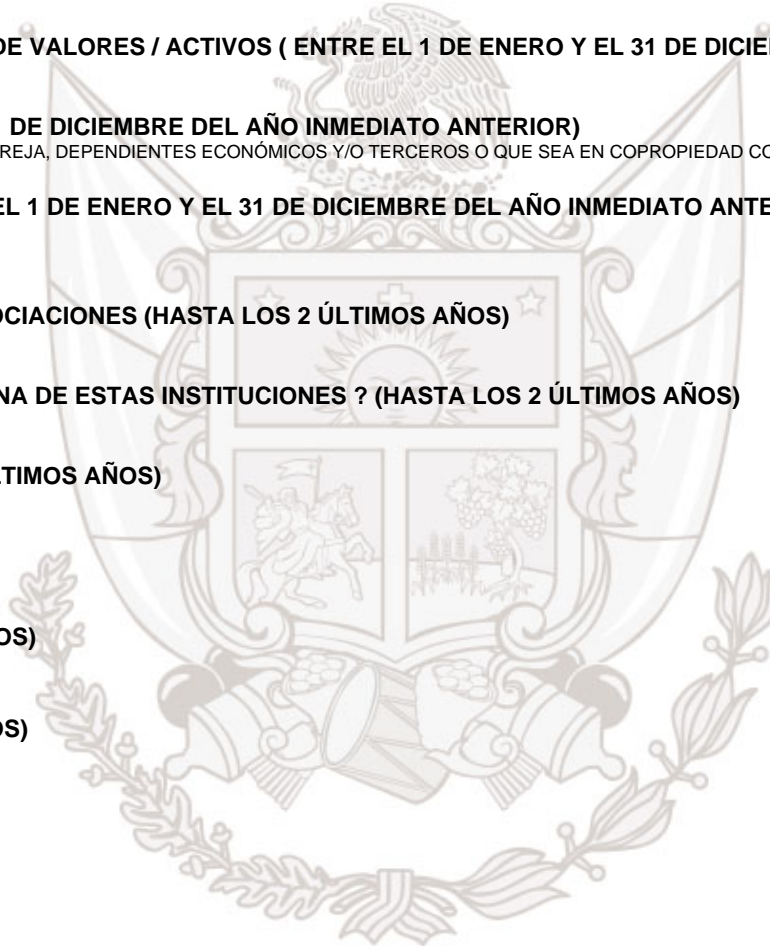 DE VALORES / ACTIVOS ( ENTRE EL 1 DE ENERO Y EL 31 DE DICIE
DE DICIEMBRE DEL AÑO INMEDIATO ANTERIOR)
REJA, DEPENDIENTES ECONÓMICOS Y/O TERCEROS O QUE SEA EN COPROPIEDAD CO
EL 1 DE ENERO Y EL 31 DE DICIEMBRE DEL AÑO INMEDIATO ANTE
OCIACIONES (HASTA LOS 2 ÚLTIMOS AÑOS)
NA DE ESTAS INSTITUCIONES ? (HASTA LOS 2 ÚLTIMOS AÑOS)
LTIMOS AÑOS)
OS)
OS)